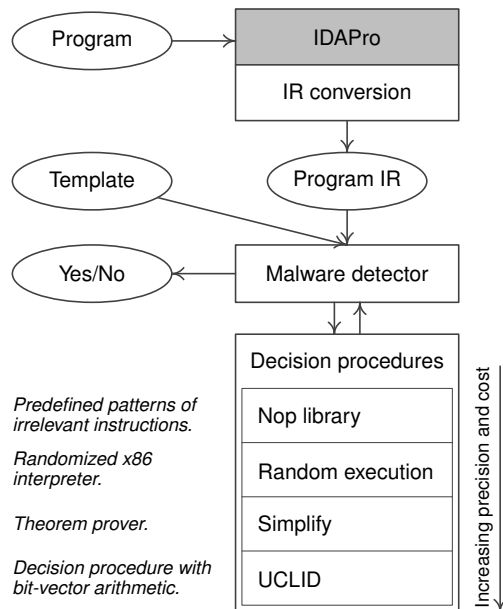 Program
IDAPro
IR conversion
Template
Program IR
Yes/No
Malware detector
Decision procedures
Predefined patterns of
irrelevant instructions.
Nop library
Randomized x86
interpreter.
Random execution
Theorem prover.
Simplify
Decision procedure with
bit-vector arithmetic.
UCLID
Increasing precision and cost